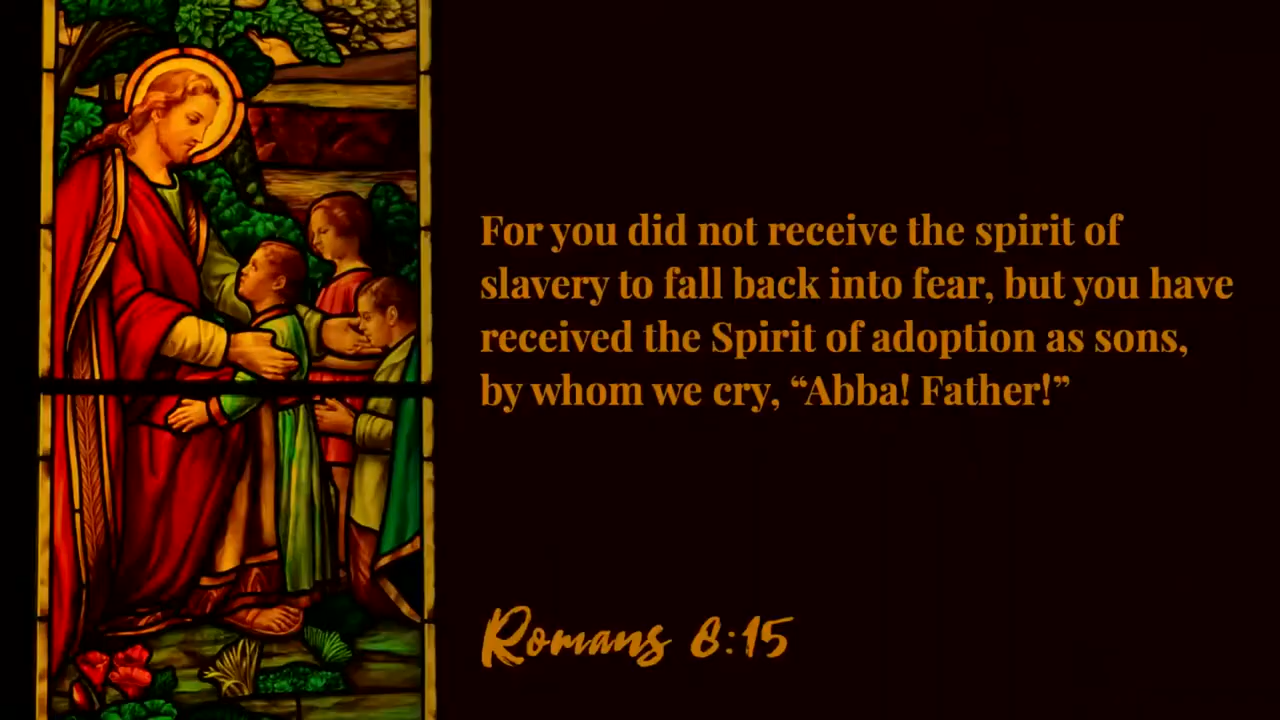 For you did not receive the spirit of
slavery to fall back into fear, but you have
received the Spirit of adoption as sons,
by whom we cry, “Abba! Father!”
Romans 8:15